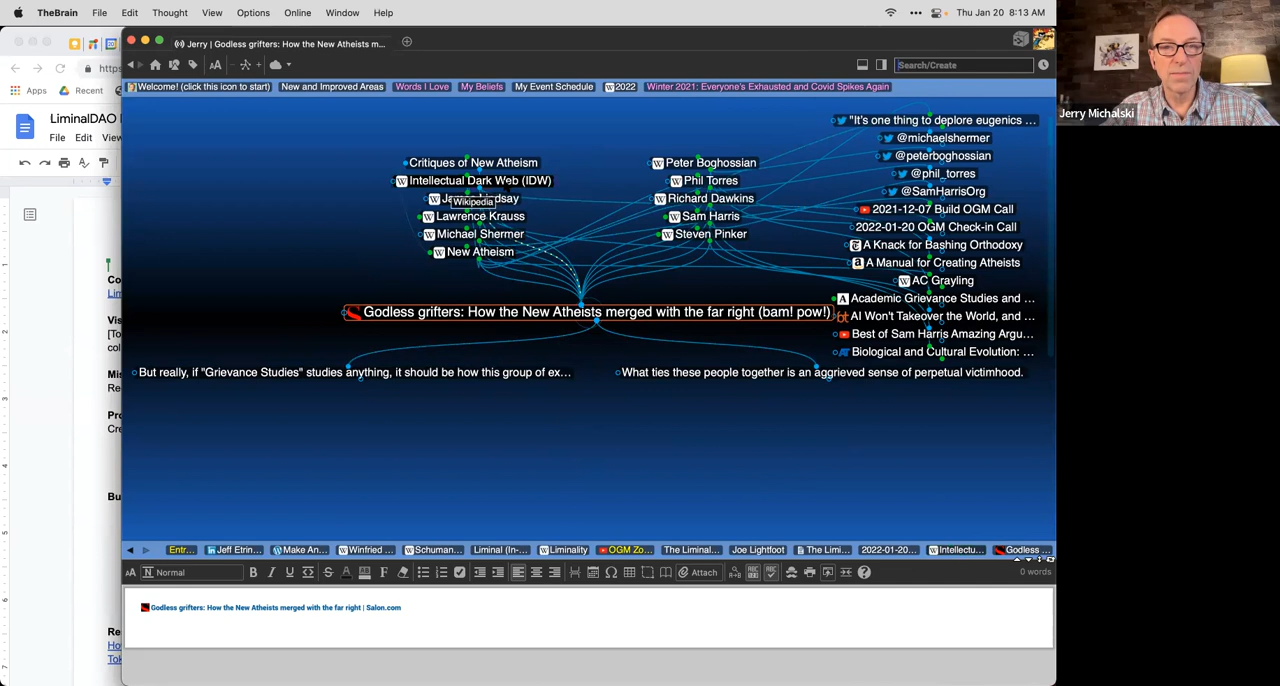 TheBrain File Edit Thought View Options Online Window Help Thu Jan 20 8:13 AM
Jerry | Godless grifters: How the New Atheists m...
https
Search/Create
Apps Recent
Welcome! (click this icon to start) New and Improved Areas Words I Love My Beliefs My Event Schedule 2022 Winter 2021: Everyone's Exhausted and Covid Spikes Again
LiminalDAO
File Edit View
Jerry Michalski
"It's one thing to deplore eugenics ...
@michaelshermer
@peterboghossian
@phil_torres
@SamHarrisOrg
2021-12-07 Build OGM Call
2022-01-20 OGM Check-in Call
A Knack for Bashing Orthodoxy
A Manual for Creating Atheists
AC Grayling
Academic Grievance Studies and ...
AI Won't Takeover the World, and ...
Best of Sam Harris Amazing Argu...
Biological and Cultural Evolution: ...
Critiques of New Atheism
Intellectual Dark Web (IDW)
Wikipedia
Lawrence Krauss
Michael Shermer
New Atheism
Peter Boghossian
Phil Torres
Richard Dawkins
Sam Harris
Steven Pinker
Godless grifters: How the New Atheists merged with the far right (bam! pow!)
But really, if "Grievance Studies" studies anything, it should be how this group of ex...
What ties these people together is an aggrieved sense of perpetual victimhood.
Entr... Jeff Etrin... Make An... Winfried ... Schuman... Liminal (In-... Liminality OGM Zo... The Liminal... Joe Lightfoot The Limi... 2022-01-20... Intellectu... Godless ...
Normal Attach 0 words
Godless grifters: How the New Atheists merged with the far right | Salon.com